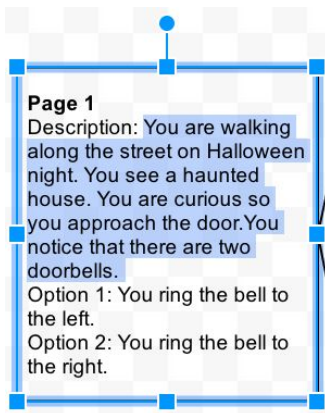 Page 1
Description: You are walking
along the street on Halloween
night. You see a haunted
house. You are curious so
you approach the door.You
notice that there are two
doorbells.
Option 1: You ring the bell to
the left.
Option 2: You ring the bell to
the right.